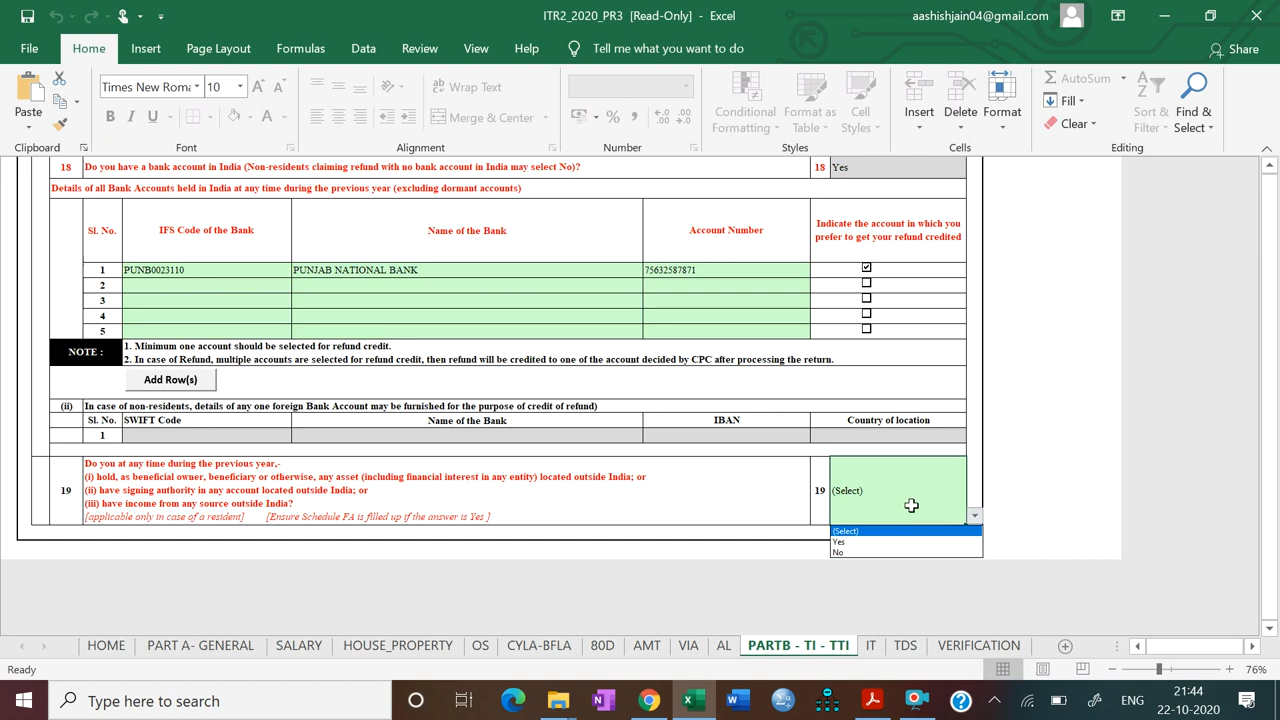 ITR2_2020_PR3 [Read-Only] - Excel
aashishjain04@gmail.com
File Home Insert Page Layout Formulas Data Review View Help Tell me what you want to do Share
Paste
Clipboard
Times New Roma
10
Font
Wrap Text
Merge & Center
Alignment
Number
Conditional Formatting
Format as Table
Cell Styles
Styles
Insert
Delete
Format
Cells
AutoSum
Fill
Clear
Sort & Filter
Find & Select
Editing
18 Do you have a bank account in India (Non-residents claiming refund with no bank account in India may select No)? 18 Yes
Details of all Bank Accounts held in India at any time during the previous year (excluding dormant accounts)
Sl. No. IFS Code of the Bank Name of the Bank Account Number Indicate the account in which you prefer to get your refund credited
1 PUNB0023110 PUNJAB NATIONAL BANK 75632587871
2
3
4
5
NOTE :
1. Minimum one account should be selected for refund credit.
2. In case of Refund, multiple accounts are selected for refund credit, then refund will be credited to one of the account decided by CPC after processing the return.
Add Row(s)
(ii) In case of non-residents, details of any one foreign Bank Account may be furnished for the purpose of credit of refund)
Sl. No. SWIFT Code Name of the Bank IBAN Country of location
1
19
Do you at any time during the previous year,-
(i) hold, as beneficial owner, beneficiary or otherwise, any asset (including financial interest in any entity) located outside India; or
(ii) have signing authority in any account located outside India; or
(iii) have income from any source outside India?
[applicable only in case of a resident] [Ensure Schedule FA is filled up if the answer is Yes ]
19 (Select)
(Select)
Yes
No
HOME PART A- GENERAL SALARY HOUSE_PROPERTY OS CYLA-BFLA 80D AMT VIA AL PARTB - TI - TTI IT TDS VERIFICATION
Ready
76%
Type here to search
ENG
21:44
22-10-2020